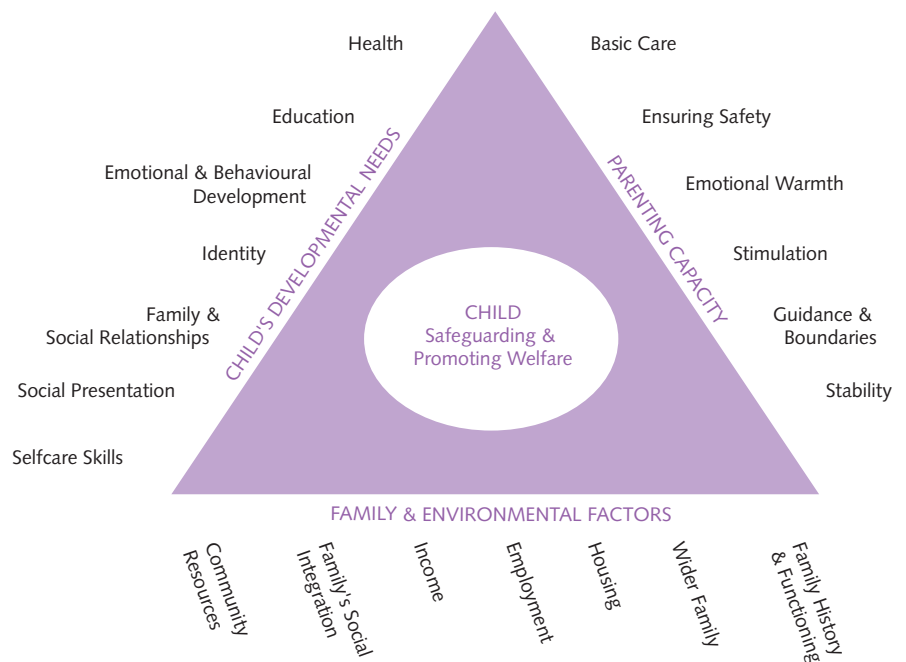 Health
Education
Emotional & Behavioural
Development
Identity
Family &
Social Relationships
Social Presentation
Selfcare Skills
CHILD'S DEVELOPMENTAL NEEDS
Basic Care
Ensuring Safety
Emotional Warmth
Stimulation
Guidance &
Boundaries
Stability
PARENTING CAPACITY
CHILD
Safeguarding &
Promoting Welfare
FAMILY & ENVIRONMENTAL FACTORS
Community
Resources
Family's Social
Integration
Income
Employment
Housing
Wider Family
Family History
& Functioning